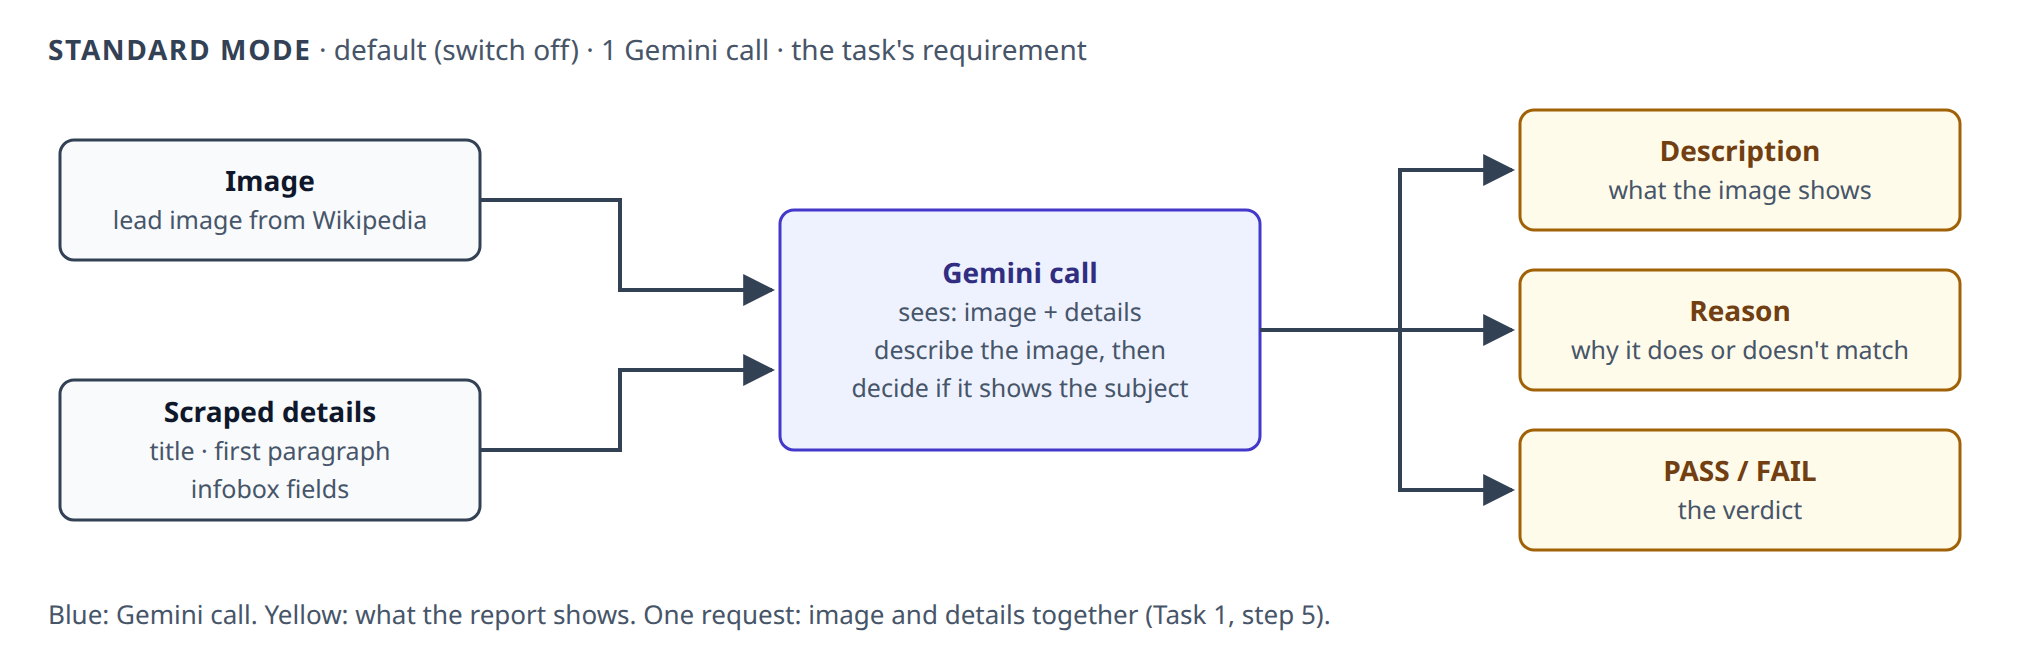 STANDARD MODE · default (switch off) · 1 Gemini call · the task's requirement
Image
lead image from Wikipedia
Scraped details
title · first paragraph
infobox fields
Gemini call
sees: image + details
describe the image, then
decide if it shows the subject
Description
what the image shows
Reason
why it does or doesn't match
PASS / FAIL
the verdict
Blue: Gemini call. Yellow: what the report shows. One request: image and details together (Task 1, step 5).